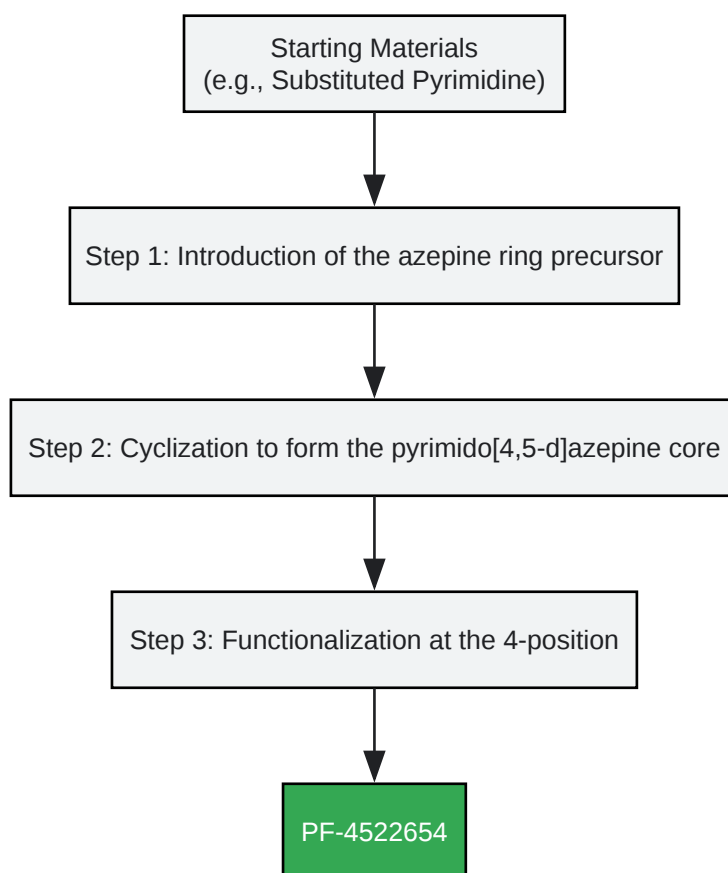 Starting Materials
(e.g., Substituted Pyrimidine)
Step 1: Introduction of the azepine ring precursor
Step 2: Cyclization to form the pyrimido[4,5-d]azepine core
Step 3: Functionalization at the 4-position
PF-4522654